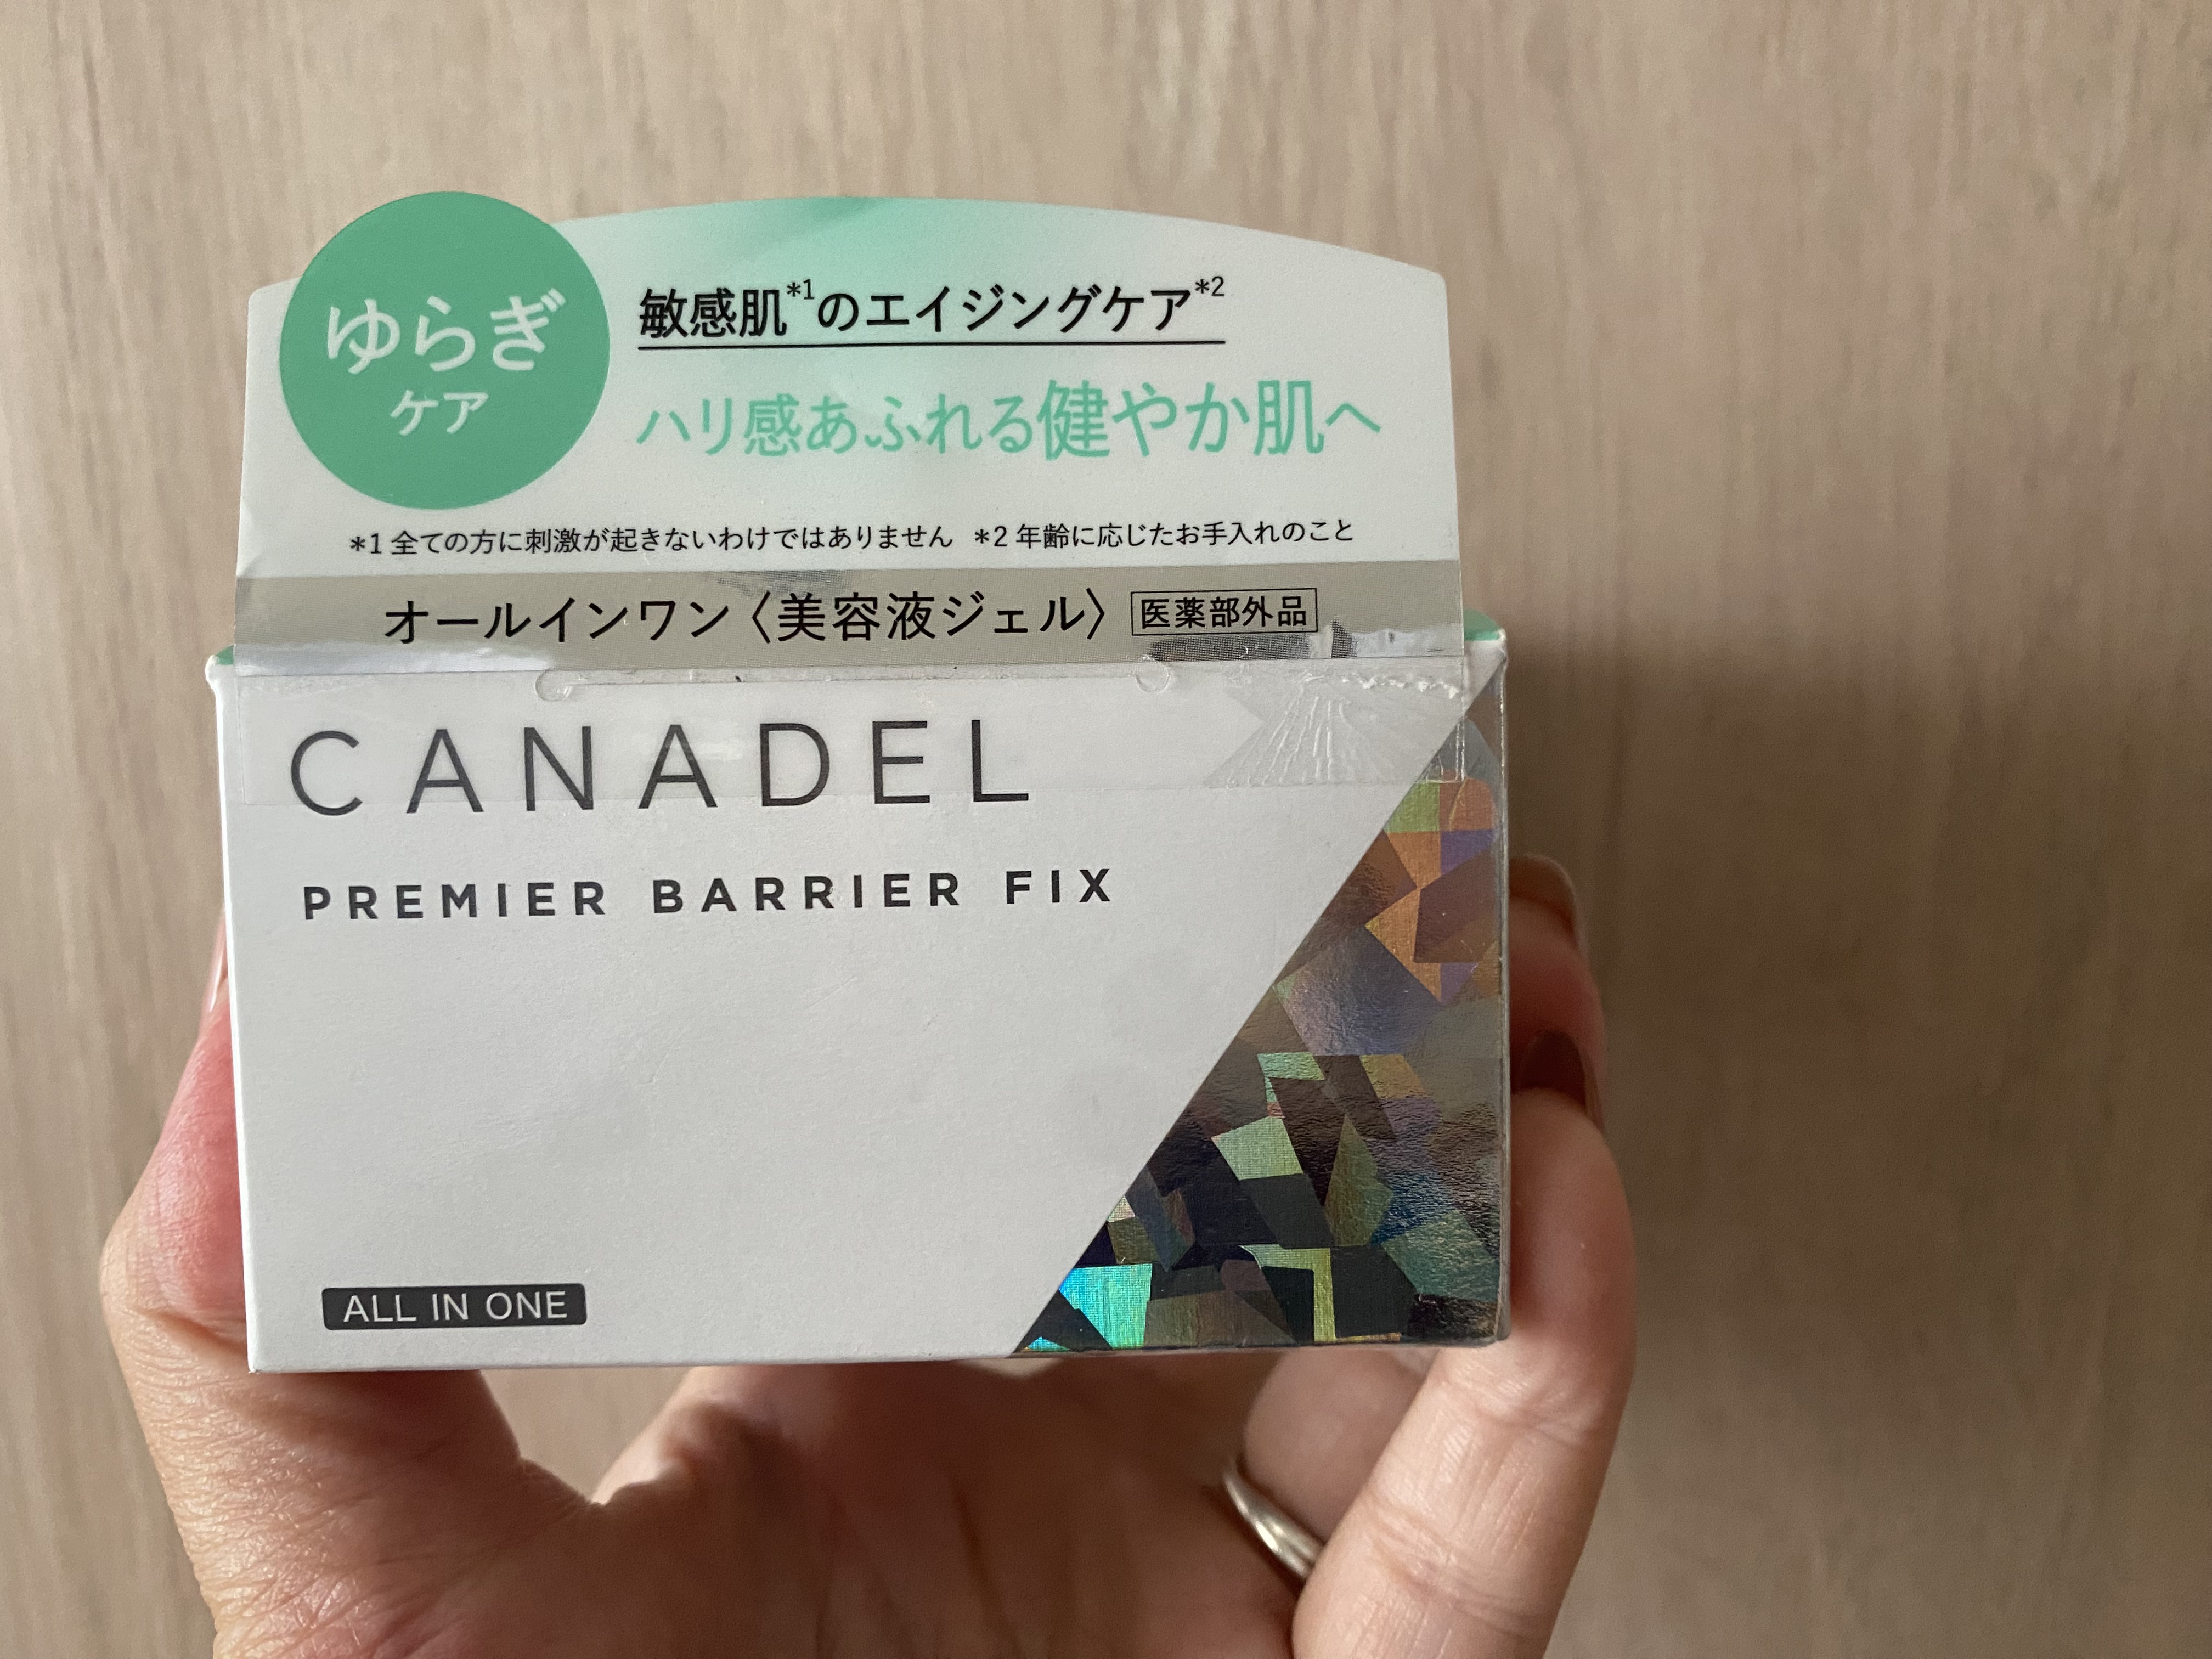 ゆらぎ
ケア
敏感肌*1のエイジングケア*2
ハリ感あふれる健やか肌へ
*1 全ての方に刺激が起きないわけではありません *2 年齢に応じたお手入れのこと
オールインワン〈美容液ジェル〉 医薬部外品
CANADEL
PREMIER BARRIER FIX
ALL IN ONE